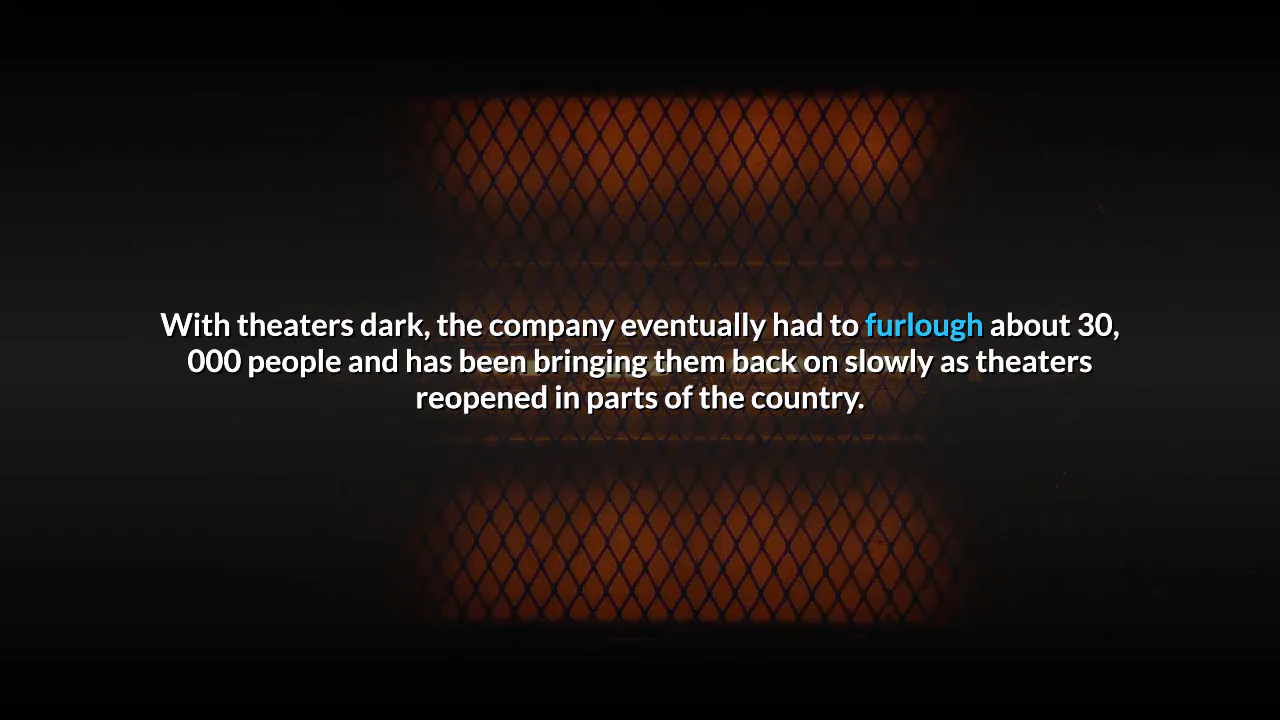 With theaters dark, the company eventually had to furlough about 30,
000 people and has been bringing them back on slowly as theaters
reopened in parts of the country.